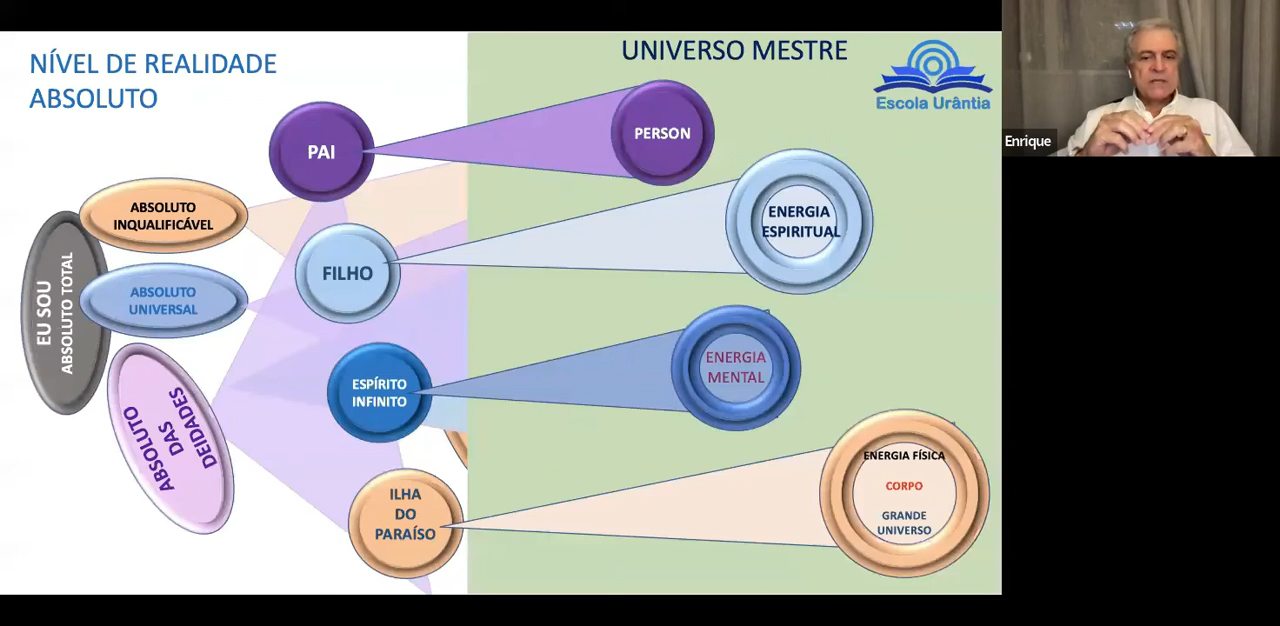 NÍVEL DE REALIDADE
ABSOLUTO
UNIVERSO MESTRE
Escola Urântia
Enrique
EU SOU
ABSOLUTO TOTAL
ABSOLUTO
INQUALIFICÁVEL
ABSOLUTO
UNIVERSAL
ABSOLUTO
DAS
DEIDADES
PAI
FILHO
ESPÍRITO
INFINITO
ILHA
DO
PARAÍSO
PERSON
ENERGIA
ESPIRITUAL
ENERGIA
MENTAL
ENERGIA FÍSICA
CORPO
GRANDE
UNIVERSO